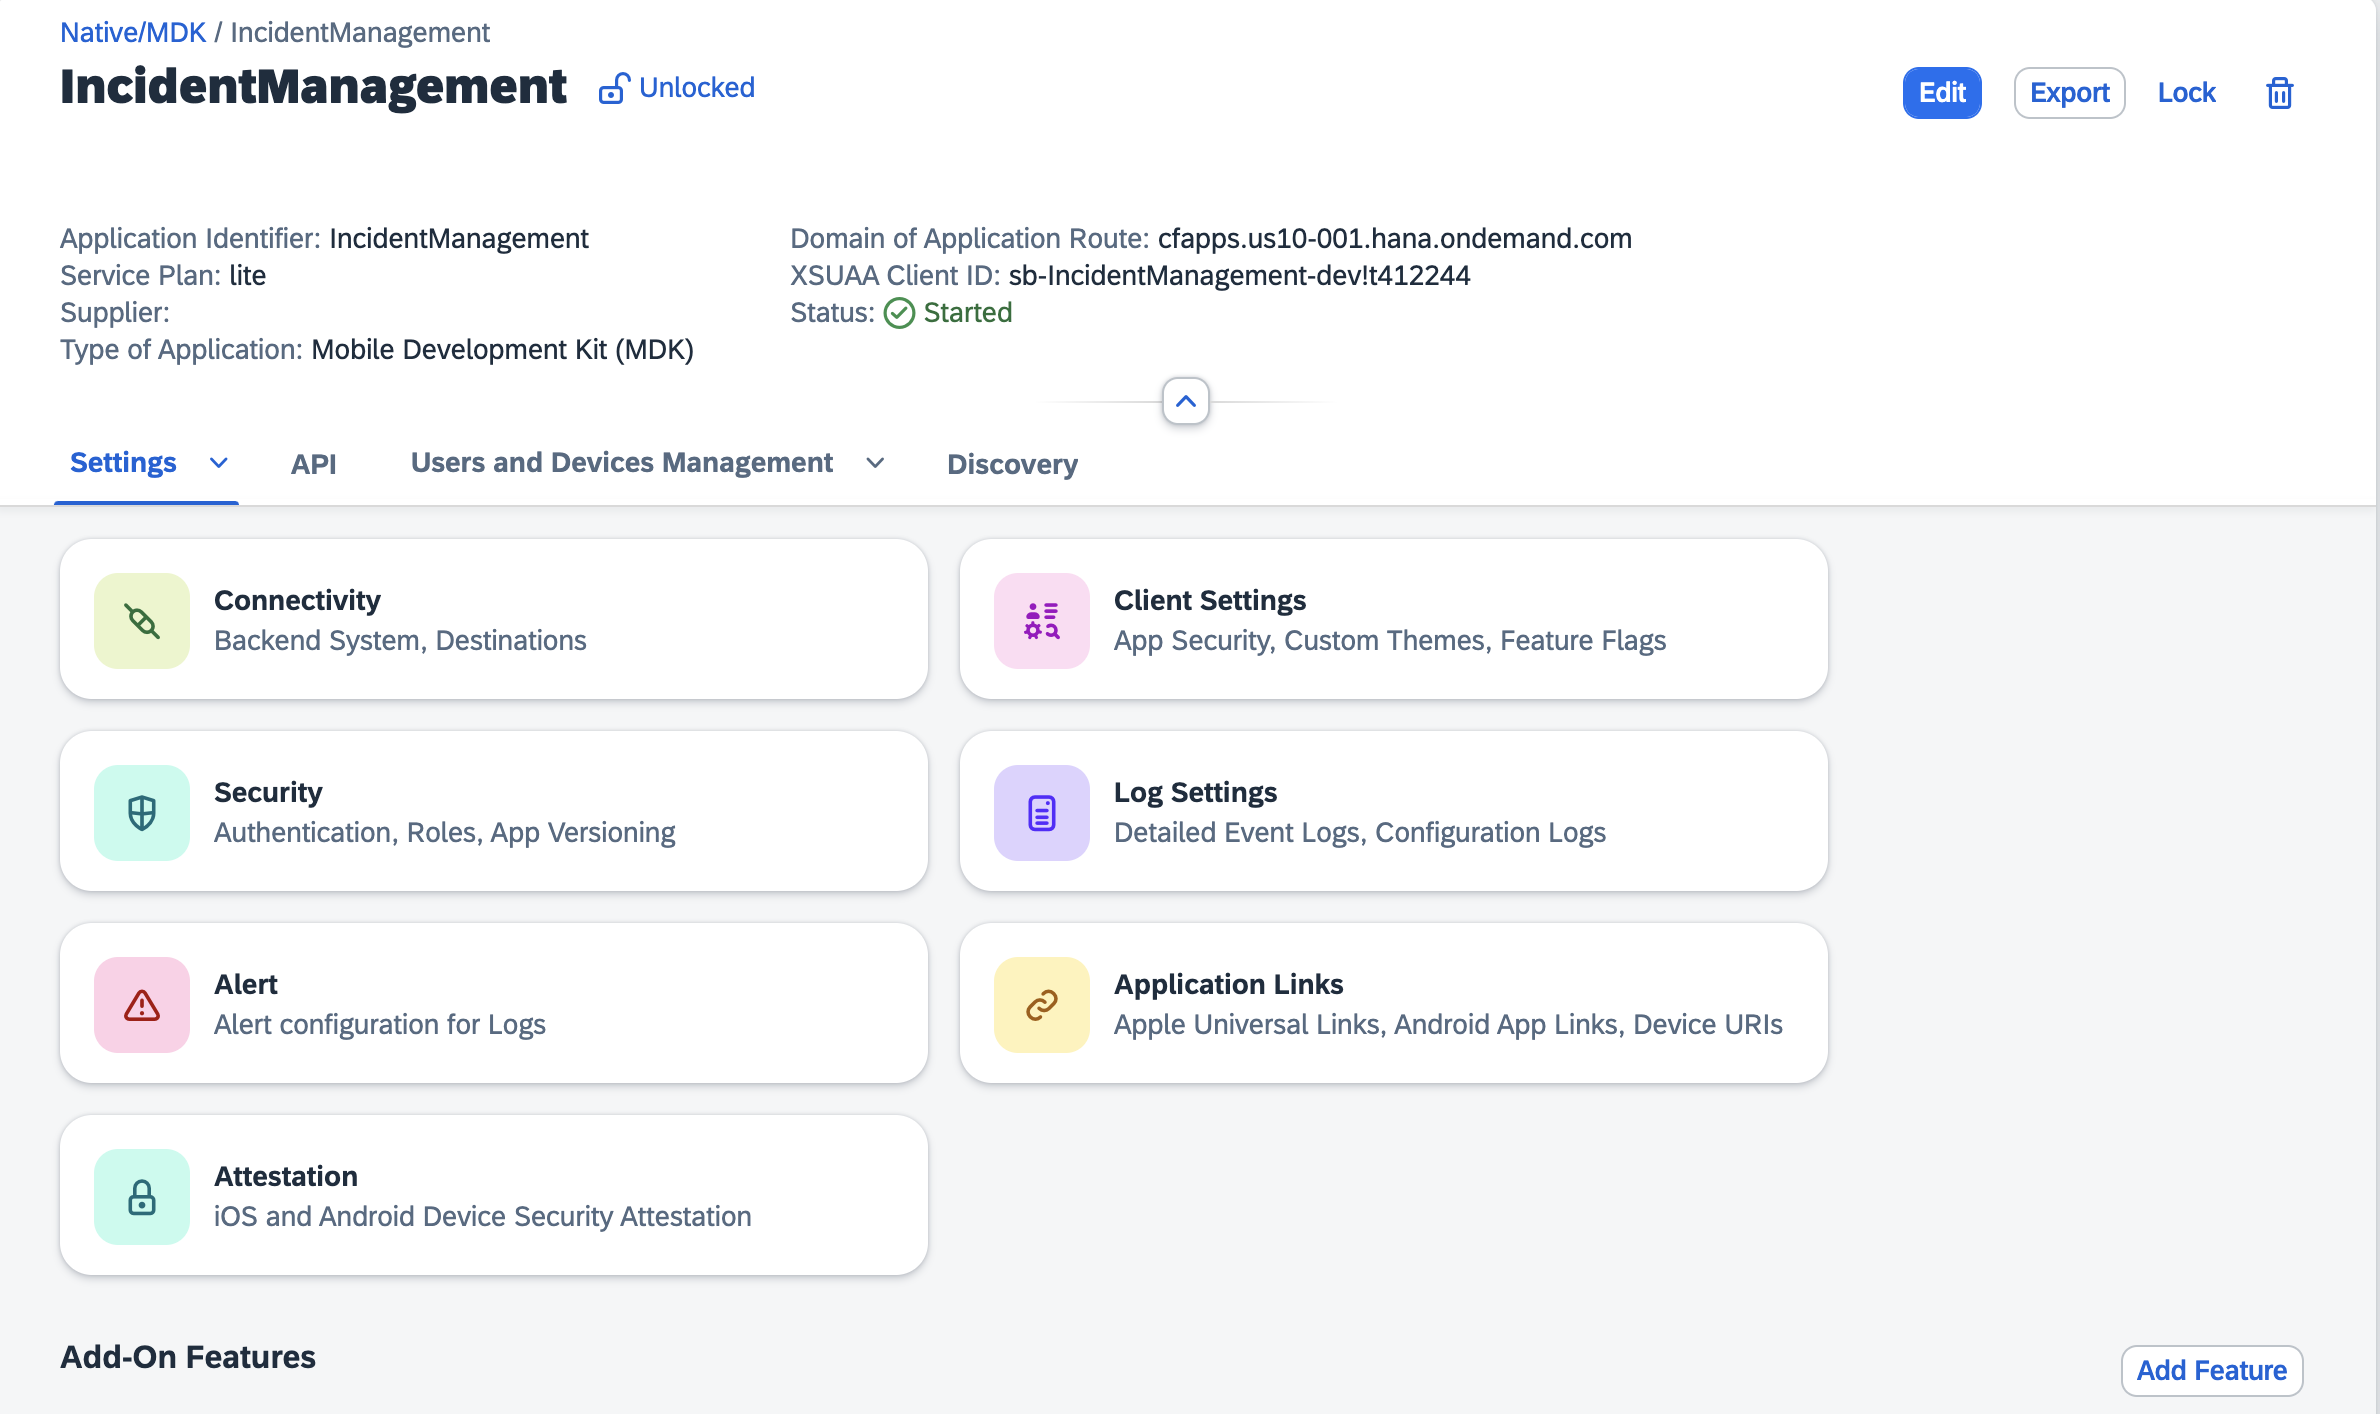 Native/MDK / IncidentManagement
IncidentManagement Unlocked
Edit Export Lock
Application Identifier: IncidentManagement
Service Plan: lite
Supplier:
Type of Application: Mobile Development Kit (MDK)
Domain of Application Route: cfapps.us10-001.hana.ondemand.com
XSUAA Client ID: sb-IncidentManagement-dev!t412244
Status: Started
Settings API Users and Devices Management Discovery
Connectivity
Backend System, Destinations
Client Settings
App Security, Custom Themes, Feature Flags
Security
Authentication, Roles, App Versioning
Log Settings
Detailed Event Logs, Configuration Logs
Alert
Alert configuration for Logs
Application Links
Apple Universal Links, Android App Links, Device URIs
Attestation
iOS and Android Device Security Attestation
Add-On Features
Add Feature